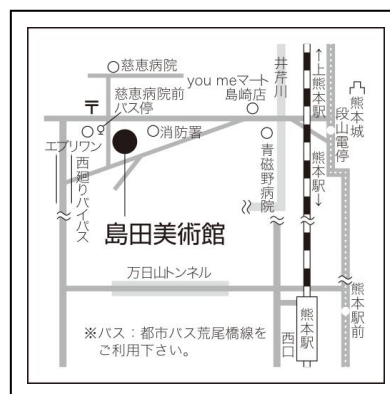 慈恵病院
you meマート
島崎店
井芹川
↑上熊本駅
熊本城
慈恵病院前
バス停
〒
エブリワン
消防署
段山電停
青磁野病院
熊本駅↓
西廻りバイパス
島田美術館
万日山トンネル
熊本駅前
熊本駅
西口
※バス：都市バス荒尾橋線を
ご利用下さい。